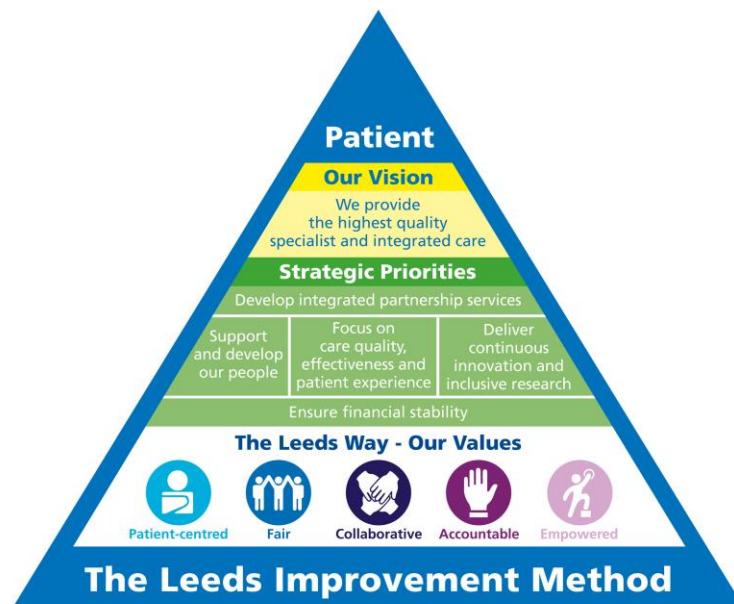 Patient
Our Vision
We provide
the highest quality
specialist and integrated care
Strategic Priorities
Develop integrated partnership services
Support
and develop
our people
Focus on
care quality,
effectiveness and
patient experience
Deliver
continuous
innovation and
inclusive research
Ensure financial stability
The Leeds Way - Our Values
Patient-centred
Fair
Collaborative
Accountable
Empowered
The Leeds Improvement Method